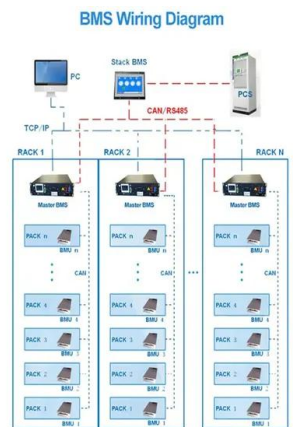 BMS Wiring Diagram
Stack BMS
PC
PCS
CAN/RS485
TCP/IP
RACK 1
RACK 2
RACK N
Master BMS
Master BMS
Master BMS
PACK n
PACK n
PACK n
BMU n
BMU n
BMU n
CAN
CAN
CAN
PACK 4
PACK 4
PACK 4
BMU 4
BMU 4
BMU 4
PACK 3
PACK 3
PACK 3
BMU 3
BMU 3
BMU 3
PACK 2
PACK 2
PACK 2
BMU 2
BMU 2
BMU 2
PACK 1
PACK 1
PACK 1
BMU 1
BMU 1
BMU 1